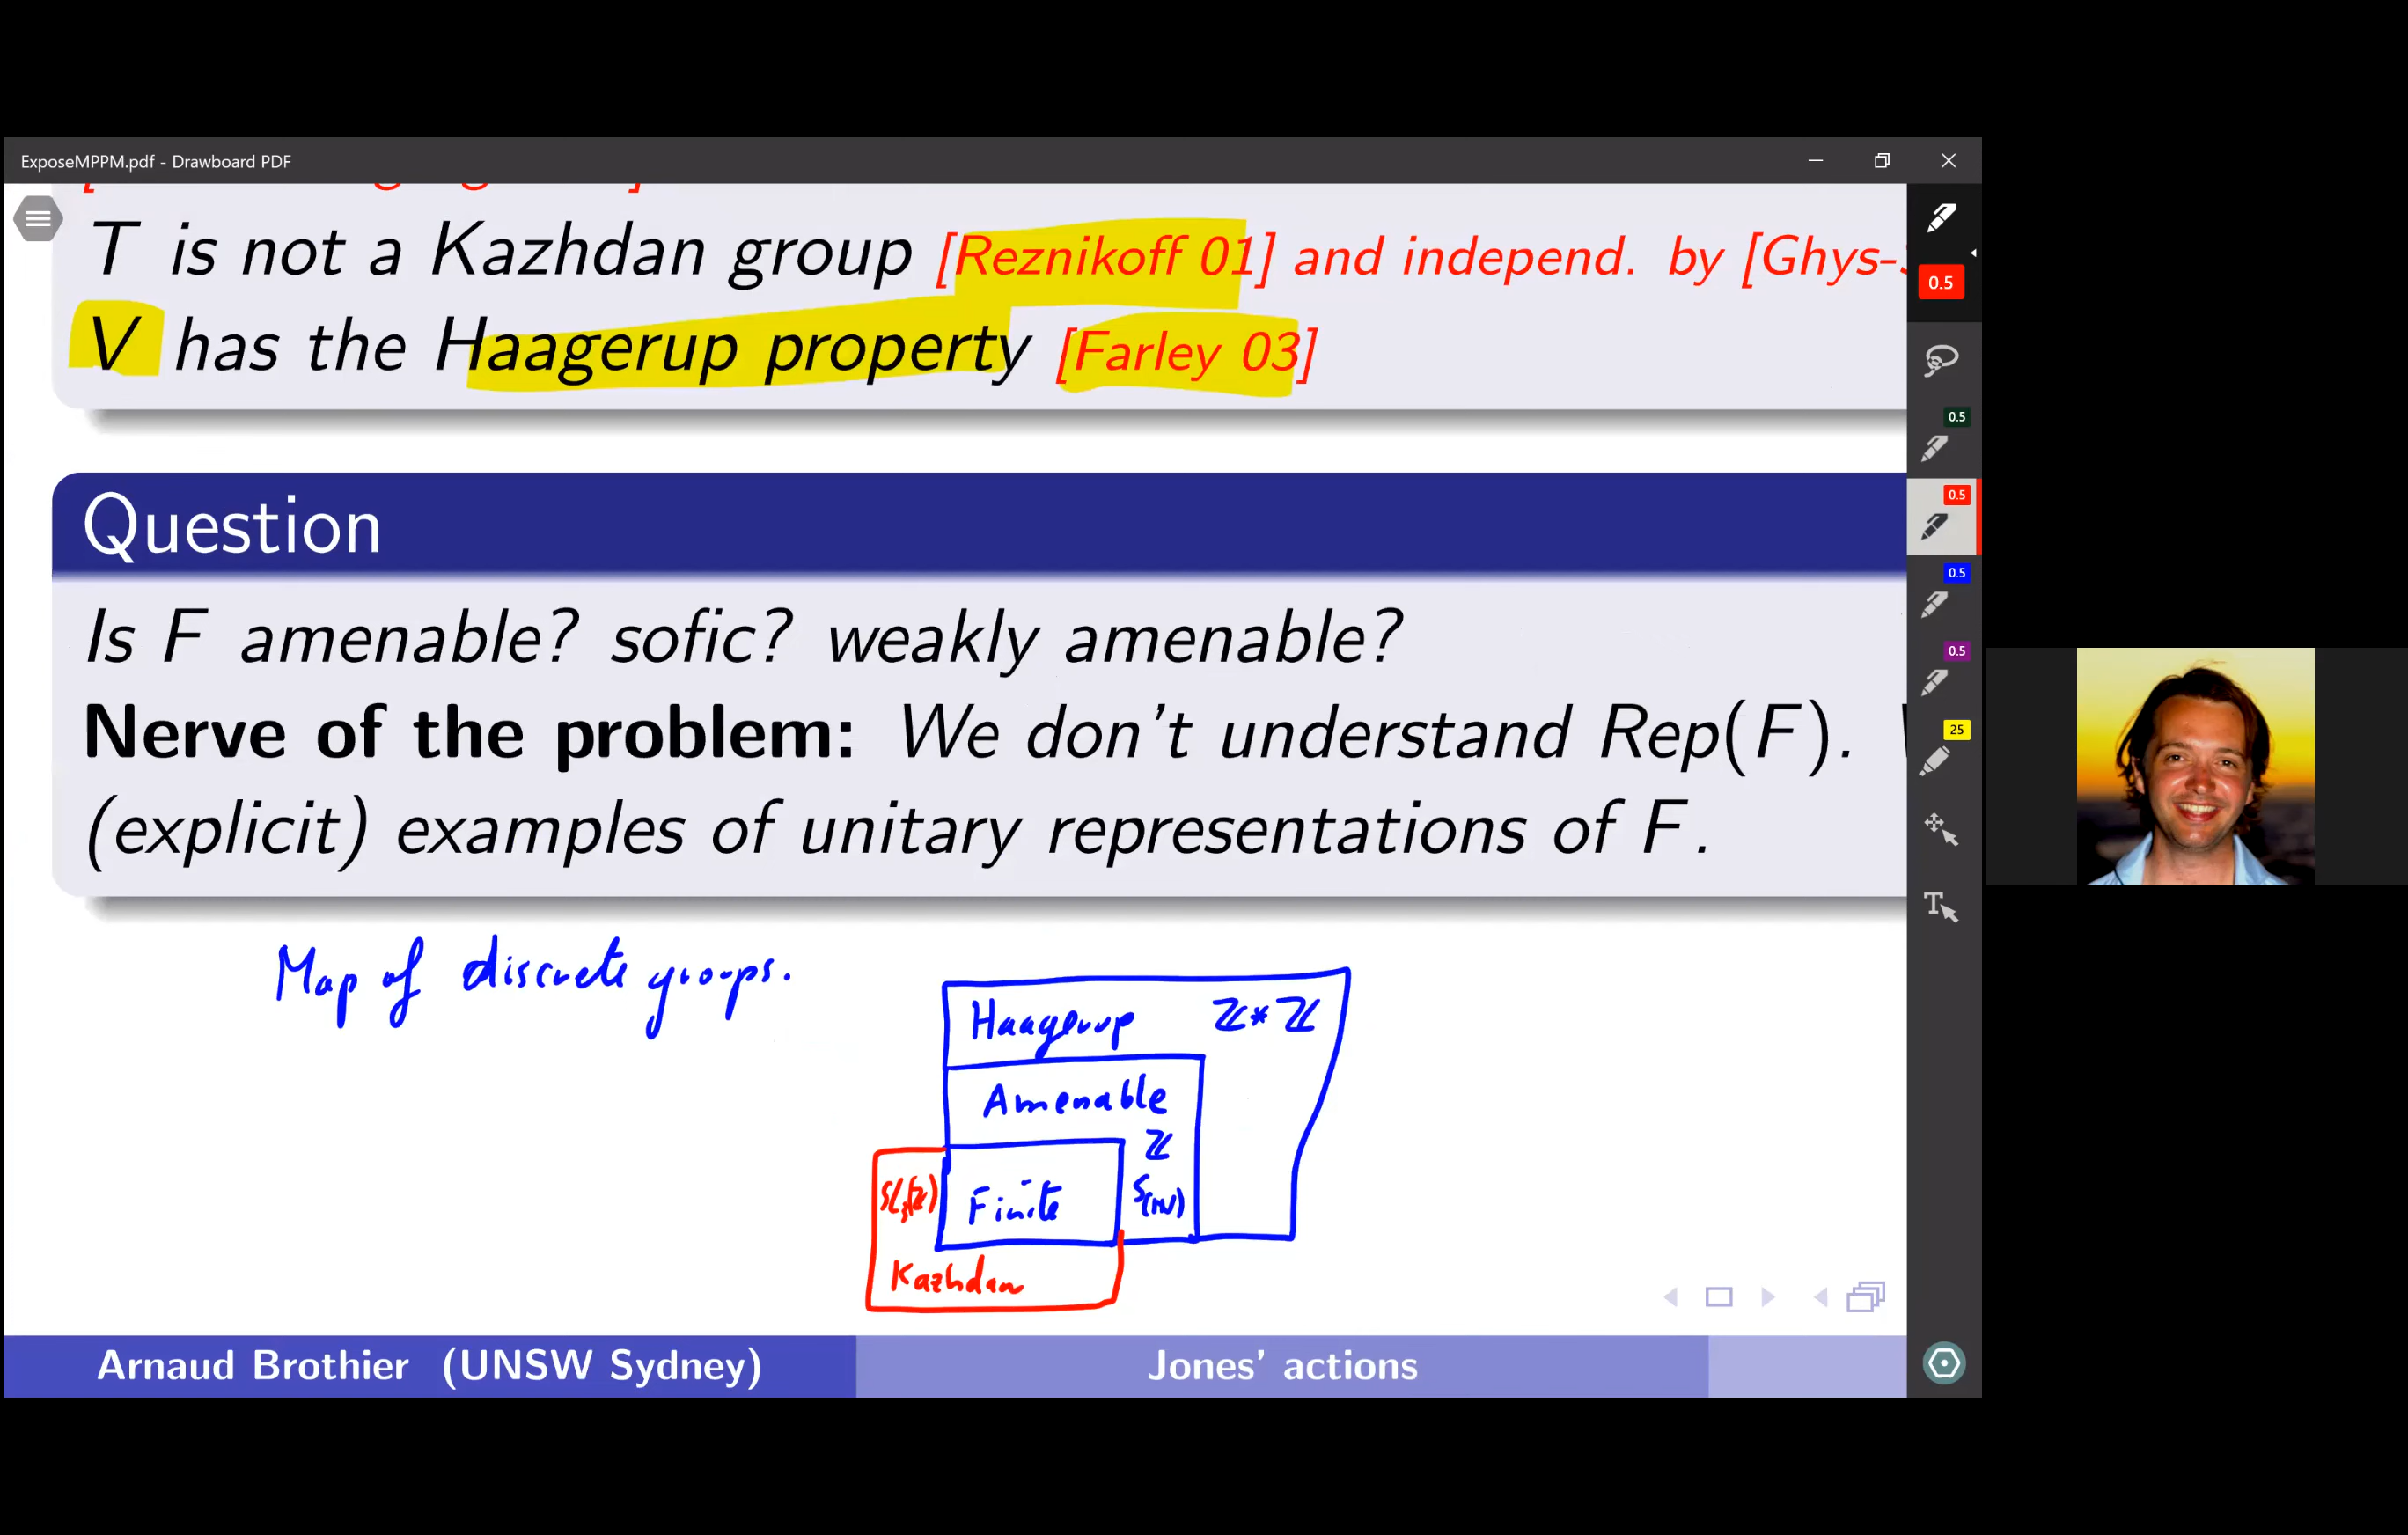 ExposeMPPM.pdf - Drawboard PDF
T is not a Kazhdan group [Reznikoff 01] and independ. by [Ghys-
V has the Haagerup property [Farley 03]
0.5
0.5
0.5
0.5
0.5
25
Question
Is F amenable? sofic? weakly amenable?
Nerve of the problem: We don't understand Rep(F).
(explicit) examples of unitary representations of F.
Map of discrete groups.
Haagerup ℤ * ℤ
Amenable
ℤ
Finite
Kazhdan
Arnaud Brothier (UNSW Sydney) Jones' actions